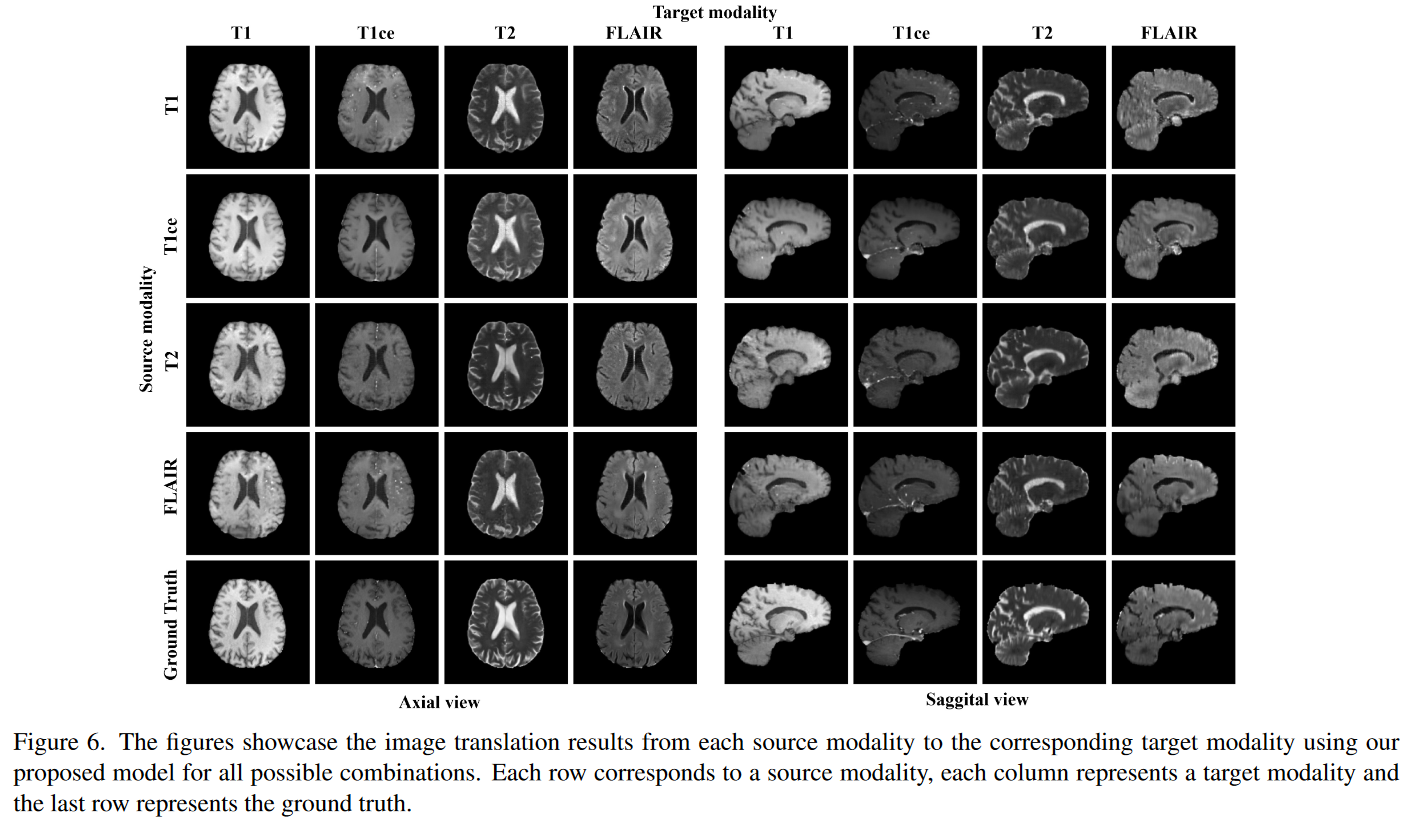 Target modality
T1 T1ce T2 FLAIR T1 T1ce T2 FLAIR
Source modality
T1
T1ce
T2
FLAIR
Ground Truth
Axial view Saggital view
Figure 6. The figures showcase the image translation results from each source modality to the corresponding target modality using our
proposed model for all possible combinations. Each row corresponds to a source modality, each column represents a target modality and
the last row represents the ground truth.